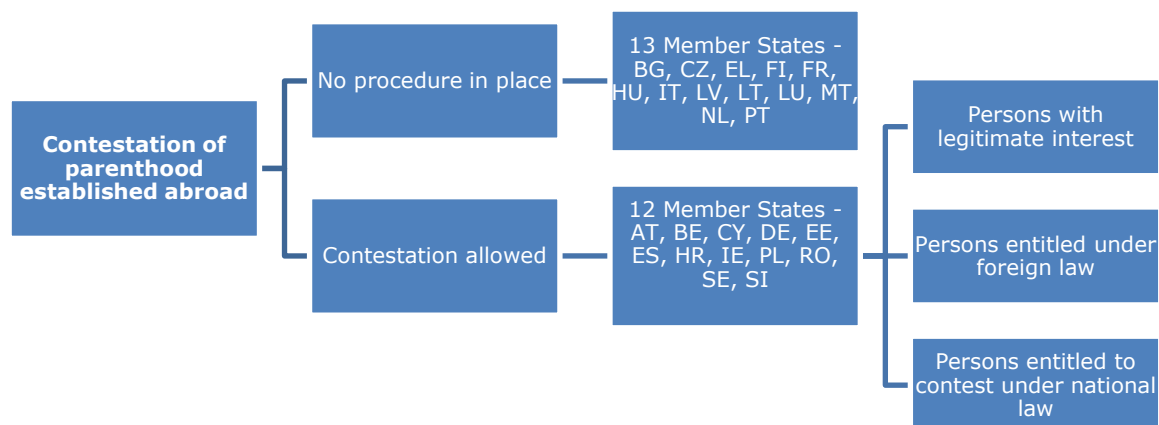 Contestation of
parenthood
established abroad
No procedure in place
13 Member States -
BG, CZ, EL, FI, FR,
HU, IT, LV, LT, LU, MT,
NL, PT
Contestation allowed
12 Member States -
AT, BE, CY, DE, EE,
ES, HR, IE, PL, RO,
SE, SI
Persons with
legitimate interest
Persons entitled under
foreign law
Persons entitled to
contest under national
law